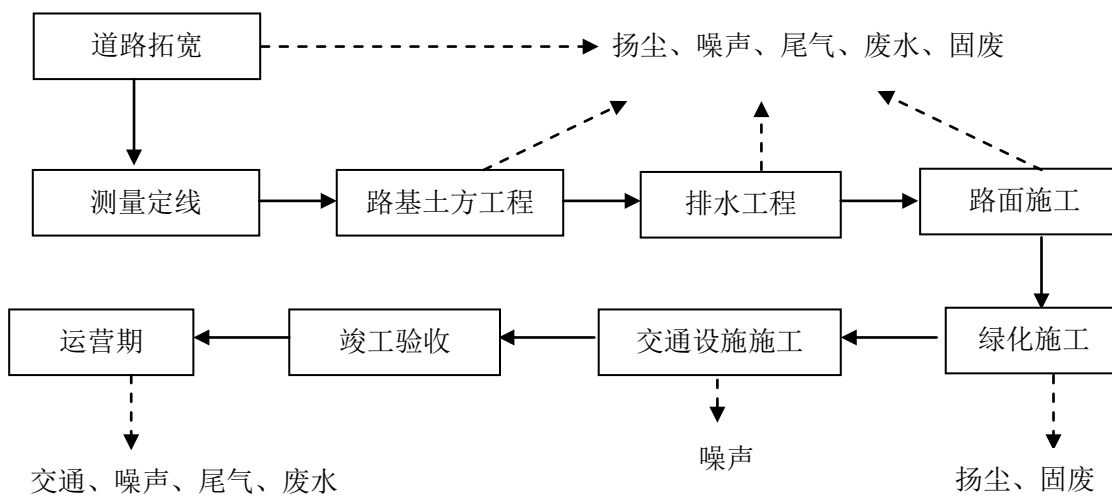 道路拓宽
扬尘、噪声、尾气、废水、固废
测量定线
路基土方工程
排水工程
路面施工
运营期
竣工验收
交通设施施工
绿化施工
噪声
交通、噪声、尾气、废水
扬尘、固废